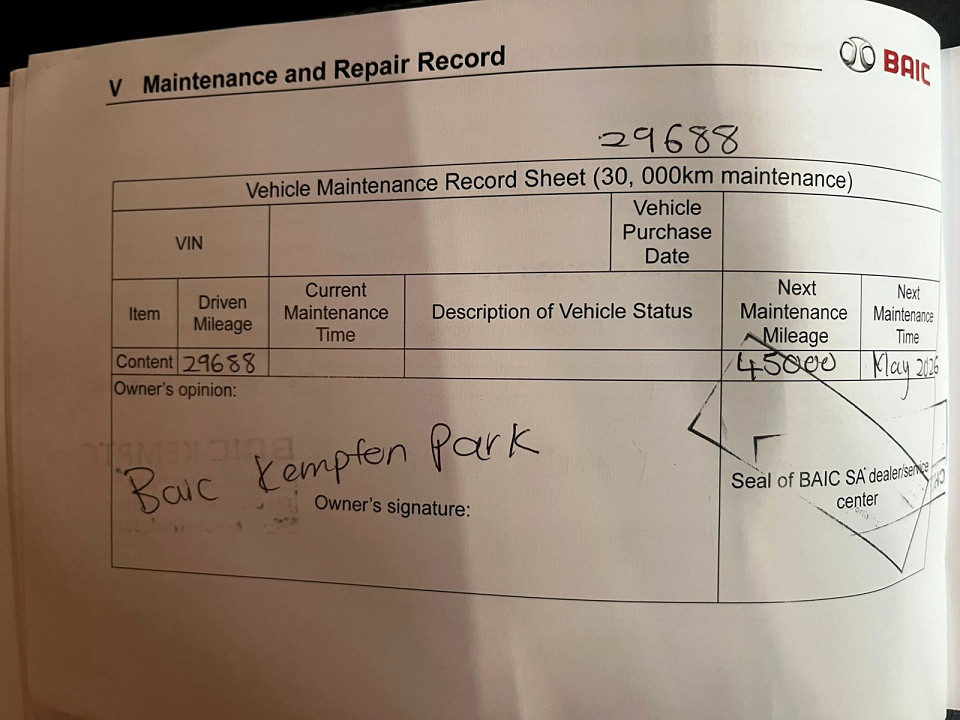 V Maintenance and Repair Record
BAIC
29688
Vehicle Maintenance Record Sheet (30, 000km maintenance)
VIN
Vehicle Purchase Date
Item
Driven Mileage
Current Maintenance Time
Description of Vehicle Status
Next Maintenance Mileage
Next Maintenance Time
Content
29688
45000
May 2026
Owner's opinion:
Baic Kempton Park
Owner's signature:
Seal of BAIC SA dealer/service
center